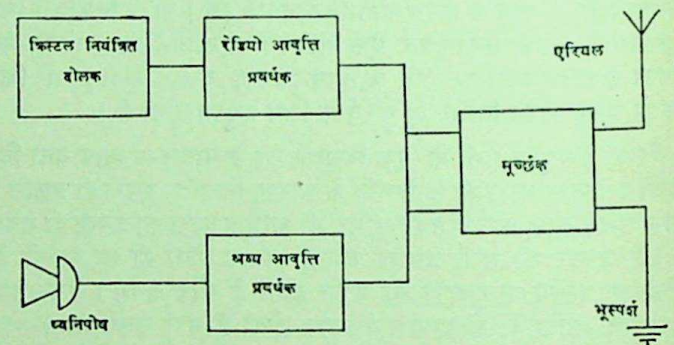 क्रिस्टल नियंत्रित
दोलक
रेडियो आवृत्ति
प्रवर्धक
एरियल
मूर्च्छक
श्रव्य आवृत्ति
प्रवर्धक
ध्वनिपोष
भूस्पर्श